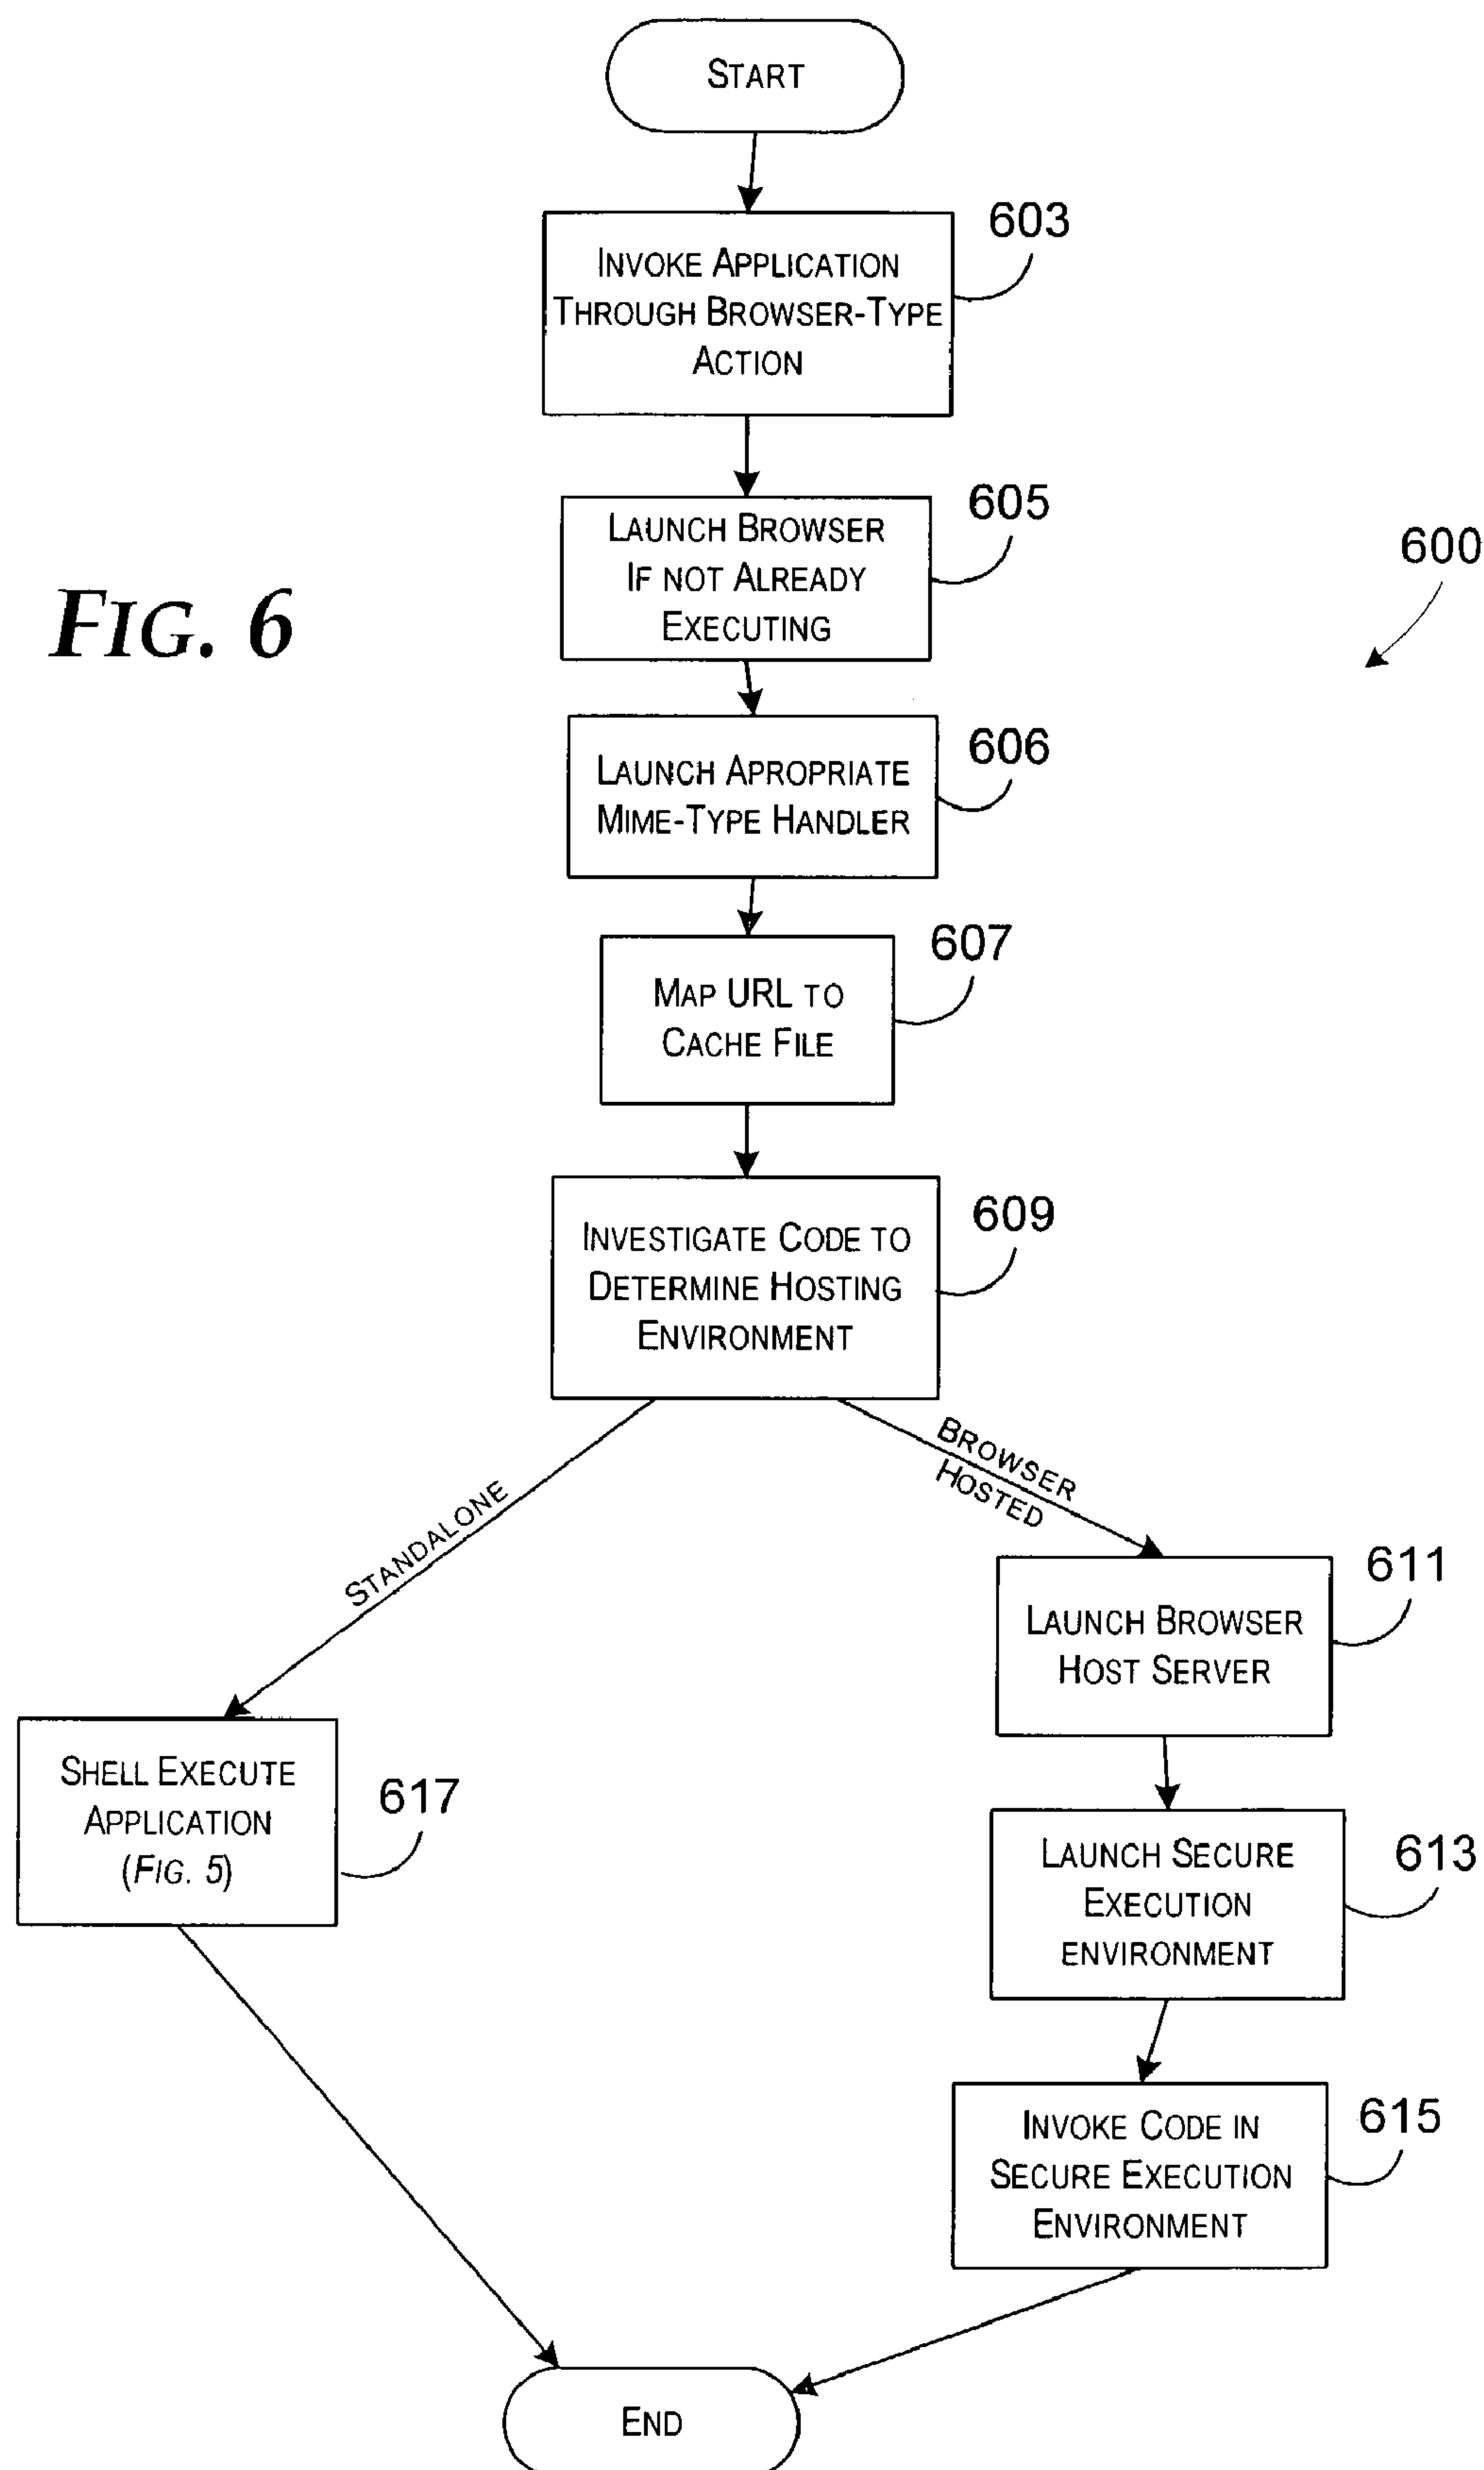 START
INVOKE APPLICATION
THROUGH BROWSER-TYPE
ACTION
603
LAUNCH BROWSER
IF NOT ALREADY
EXECUTING
605
600
FIG. 6
LAUNCH APROPRIATE
MIME-TYPE HANDLER
606
MAP URL TO
CACHE FILE
607
INVESTIGATE CODE TO
DETERMINE HOSTING
ENVIRONMENT
609
STANDALONE
BROWSER
HOSTED
LAUNCH BROWSER
HOST SERVER
611
SHELL EXECUTE
APPLICATION
(FIG. 5)
617
LAUNCH SECURE
EXECUTION
ENVIRONMENT
613
INVOKE CODE IN
SECURE EXECUTION
ENVIRONMENT
615
END